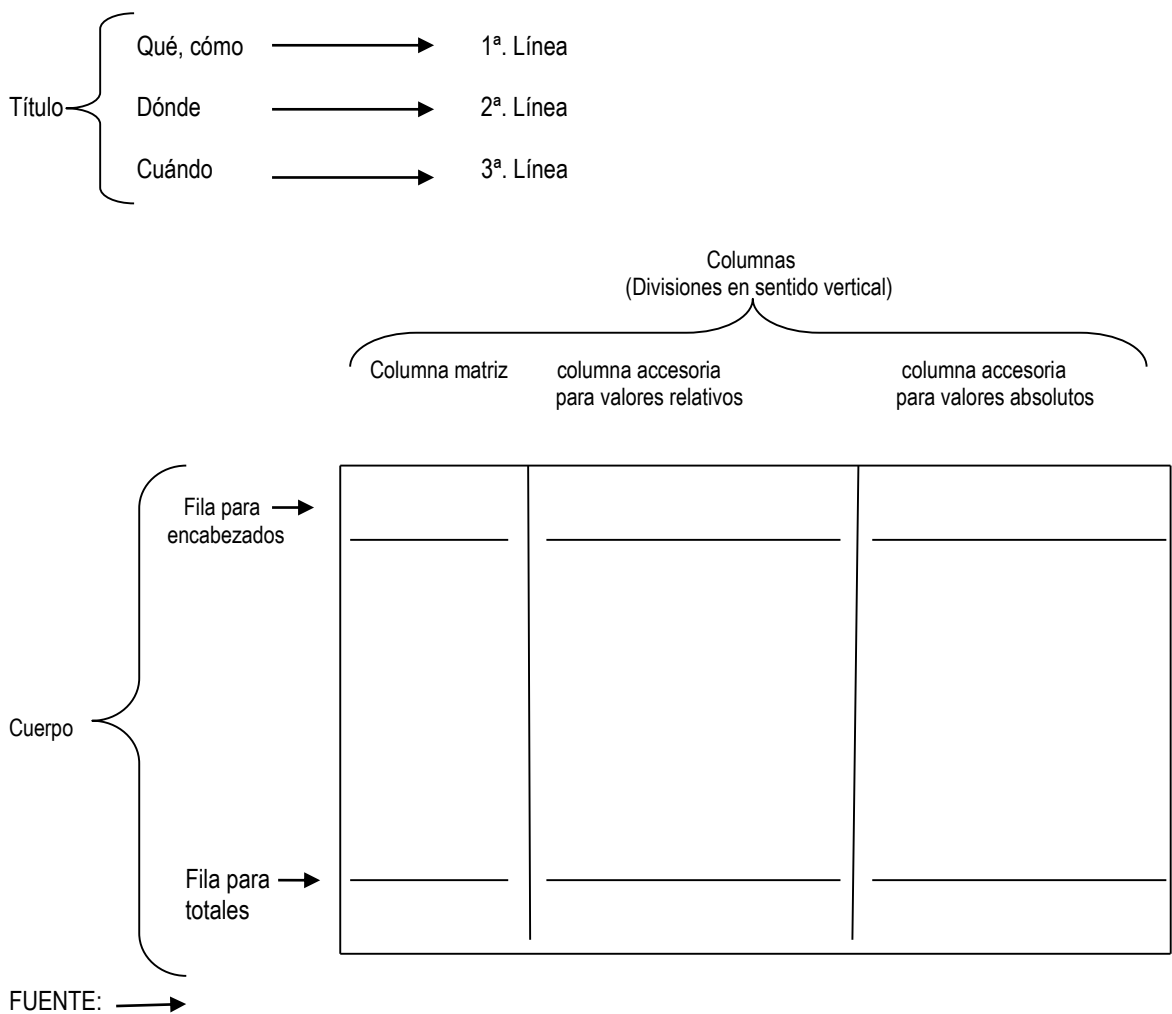 Qué, cómo 1ª. Línea
Título Dónde 2ª. Línea
Cuándo 3ª. Línea
Columnas
(Divisiones en sentido vertical)
Columna matriz columna accesoria columna accesoria
para valores relativos para valores absolutos
Fila para
encabezados
Cuerpo
Fila para
totales
FUENTE: